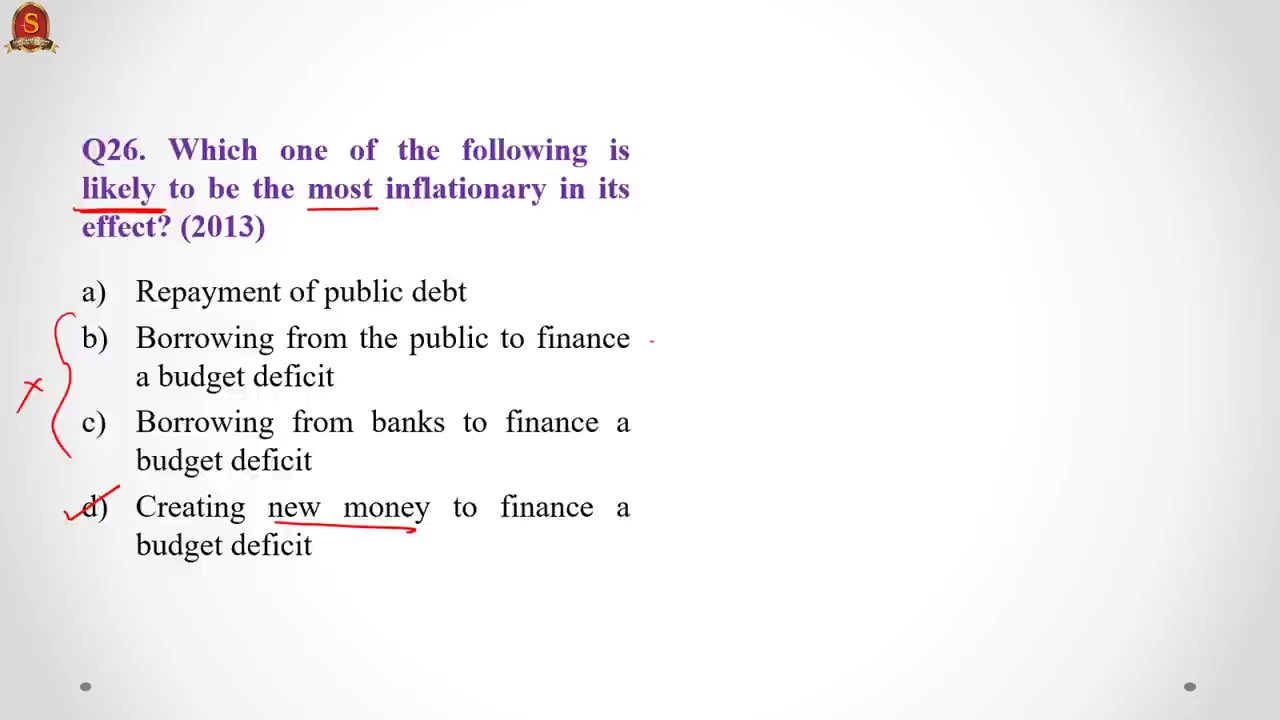 S
Q26. Which one of the following is
likely to be the most inflationary in its
effect? (2013)
a) Repayment of public debt
b) Borrowing from the public to finance
a budget deficit
c) Borrowing from banks to finance a
budget deficit
d) Creating new money to finance a
budget deficit